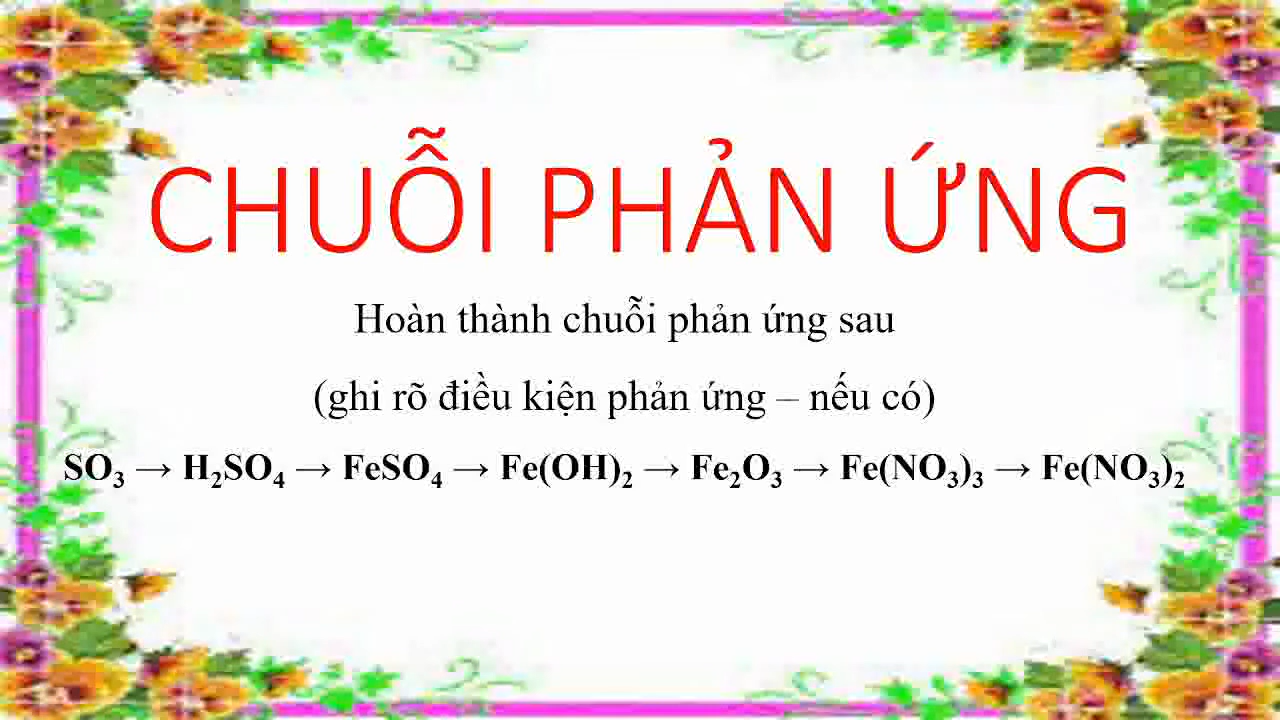 CHUỖI PHẢN ỨNG
Hoàn thành chuỗi phản ứng sau
(ghi rõ điều kiện phản ứng – nếu có)
SO₃ → H₂SO₄ → FeSO₄ → Fe(OH)₂ → Fe₂O₃ → Fe(NO₃)₃ → Fe(NO₃)₂